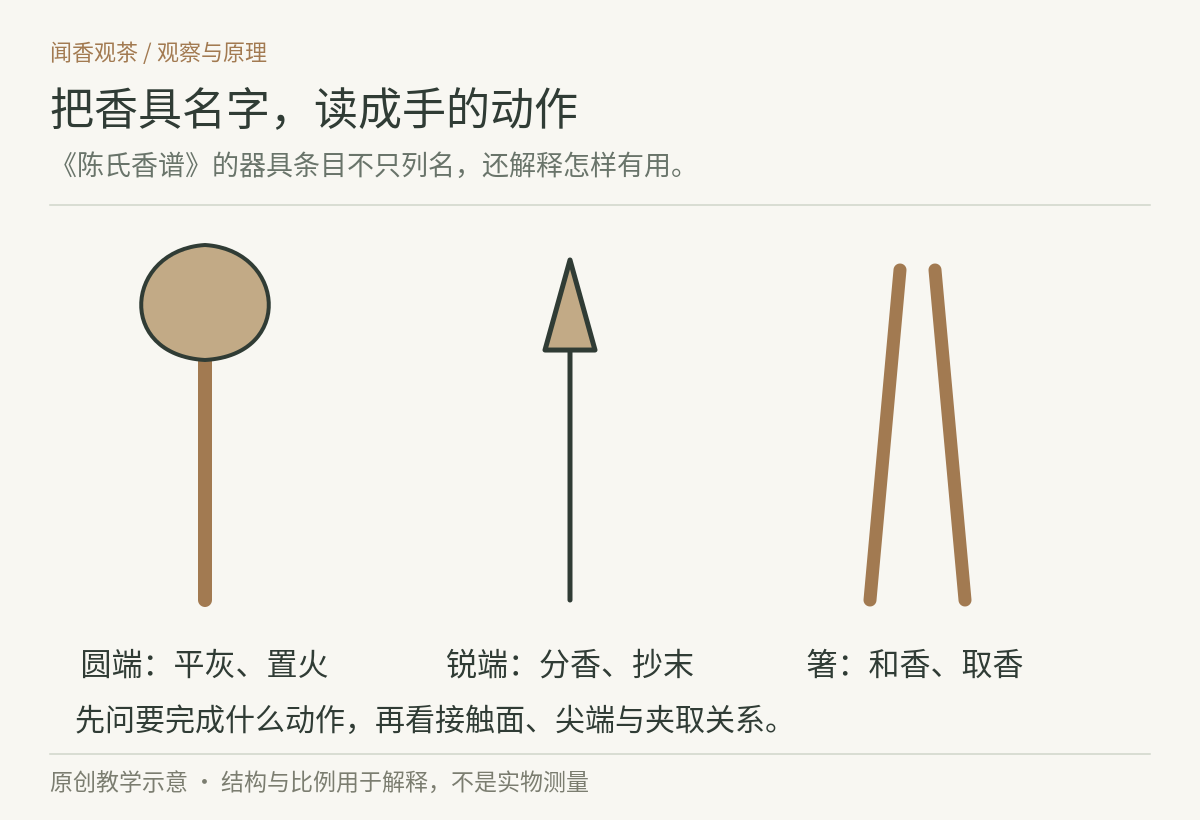 闻香观茶 / 观察与原理
把香具名字，读成手的动作
《陈氏香谱》的器具条目不只列名，还解释怎样有用。
圆端：平灰、置火
锐端：分香、抄末
箸：和香、取香
先问要完成什么动作，再看接触面、尖端与夹取关系。
原创教学示意 · 结构与比例用于解释，不是实物测量